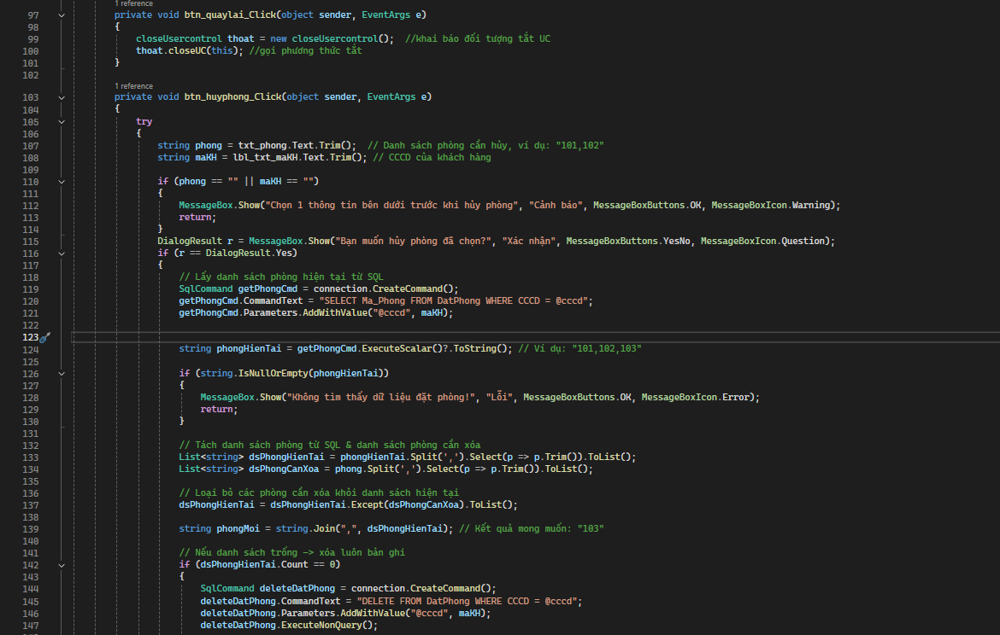 1 reference
97 private void btn_quaylai_Click(object sender, EventArgs e)
98 {
99 closeUsercontrol thoat = new closeUsercontrol(); //khai báo đối tượng tắt UC
100 thoat.closeUC(this); //gọi phương thức tắt
101 }
102
1 reference
103 private void btn_huyphong_Click(object sender, EventArgs e)
104 {
105 try
106 {
107 string phong = txt_phong.Text.Trim(); // Danh sách phòng cần hủy, ví dụ: "101,102"
108 string maKH = lbl_txt_maKH.Text.Trim(); // CCCD của khách hàng
109
110 if (phong == "" || maKH == "")
111 {
112 MessageBox.Show("Chọn 1 thông tin bên dưới trước khi hủy phòng", "Cảnh báo", MessageBoxButtons.OK, MessageBoxIcon.Warning);
113 return;
114 }
115 DialogResult r = MessageBox.Show("Bạn muốn hủy phòng đã chọn?", "Xác nhận", MessageBoxButtons.YesNo, MessageBoxIcon.Question);
116 if (r == DialogResult.Yes)
117 {
118 // Lấy danh sách phòng hiện tại từ SQL
119 SqlCommand getPhongCmd = connection.CreateCommand();
120 getPhongCmd.CommandText = "SELECT Ma_Phong FROM DatPhong WHERE CCCD = @cccd";
121 getPhongCmd.Parameters.AddWithValue("@cccd", maKH);
122
123
124 string phongHienTai = getPhongCmd.ExecuteScalar()?.ToString(); // Ví dụ: "101,102,103"
125
126 if (string.IsNullOrEmpty(phongHienTai))
127 {
128 MessageBox.Show("Không tìm thấy dữ liệu đặt phòng!", "Lỗi", MessageBoxButtons.OK, MessageBoxIcon.Error);
129 return;
130 }
131
132 // Tách danh sách phòng từ SQL & danh sách phòng cần xóa
133 List<string> dsPhongHienTai = phongHienTai.Split(',').Select(p => p.Trim()).ToList();
134 List<string> dsPhongCanXoa = phong.Split(',').Select(p => p.Trim()).ToList();
135
136 // Loại bỏ các phòng cần xóa khỏi danh sách hiện tại
137 dsPhongHienTai = dsPhongHienTai.Except(dsPhongCanXoa).ToList();
138
139 string phongMoi = string.Join(",", dsPhongHienTai); // Kết quả mong muốn: "103"
140
141 // Nếu danh sách trống -> xóa luôn bản ghi
142 if (dsPhongHienTai.Count == 0)
143 {
144 SqlCommand deleteDatPhong = connection.CreateCommand();
145 deleteDatPhong.CommandText = "DELETE FROM DatPhong WHERE CCCD = @cccd";
146 deleteDatPhong.Parameters.AddWithValue("@cccd", maKH);
147 deleteDatPhong.ExecuteNonQuery();